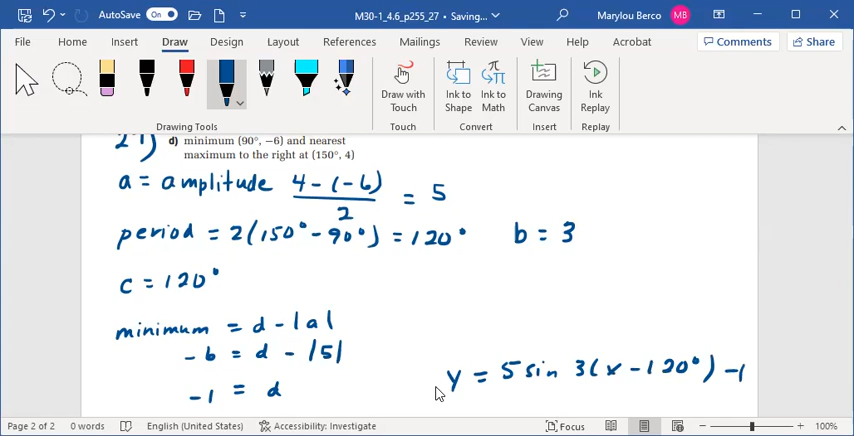 AutoSave On M30-1_4.6_p255_27 • Saving... Marylou Berco MB
File Home Insert Draw Design Layout References Mailings Review View Help Acrobat Comments Share
Draw with Touch
Ink to Shape
Ink to Math
Drawing Canvas
Ink Replay
Drawing Tools Touch Convert Insert Replay
27) d) minimum (90°, −6) and nearest
maximum to the right at (150°, 4)
a = amplitude 4 - (-6) / 2 = 5
period = 2(150° - 90°) = 120° b = 3
c = 120°
minimum = d - |a|
-6 = d - |5|
-1 = d
y = 5 sin 3(x - 120°) - 1
Page 2 of 2 0 words English (United States) Accessibility: Investigate Focus 100%